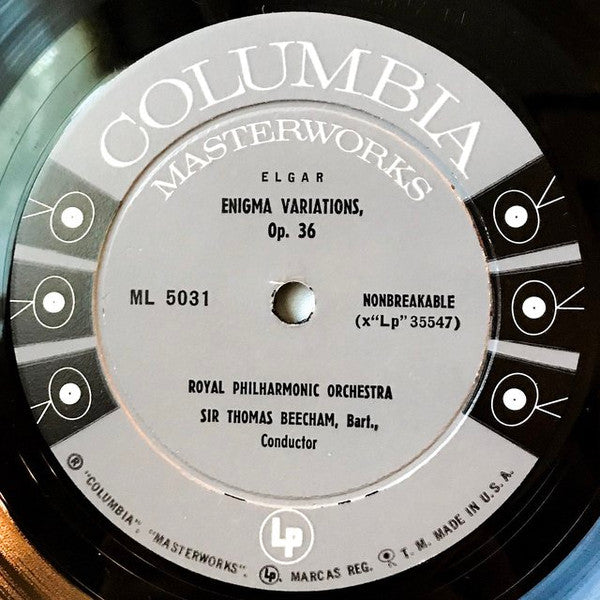 COLUMBIA
MASTERWORKS
ELGAR
ENIGMA VARIATIONS,
Op. 36
ML 5031
NONBREAKABLE
(x"Lp" 35547)
ROYAL PHILHARMONIC ORCHESTRA
SIR THOMAS BEECHAM, Bart.,
Conductor
Lp
® "COLUMBIA", "MASTERWORKS", Lp, MARCAS REG. T. M. MADE IN U.S.A.